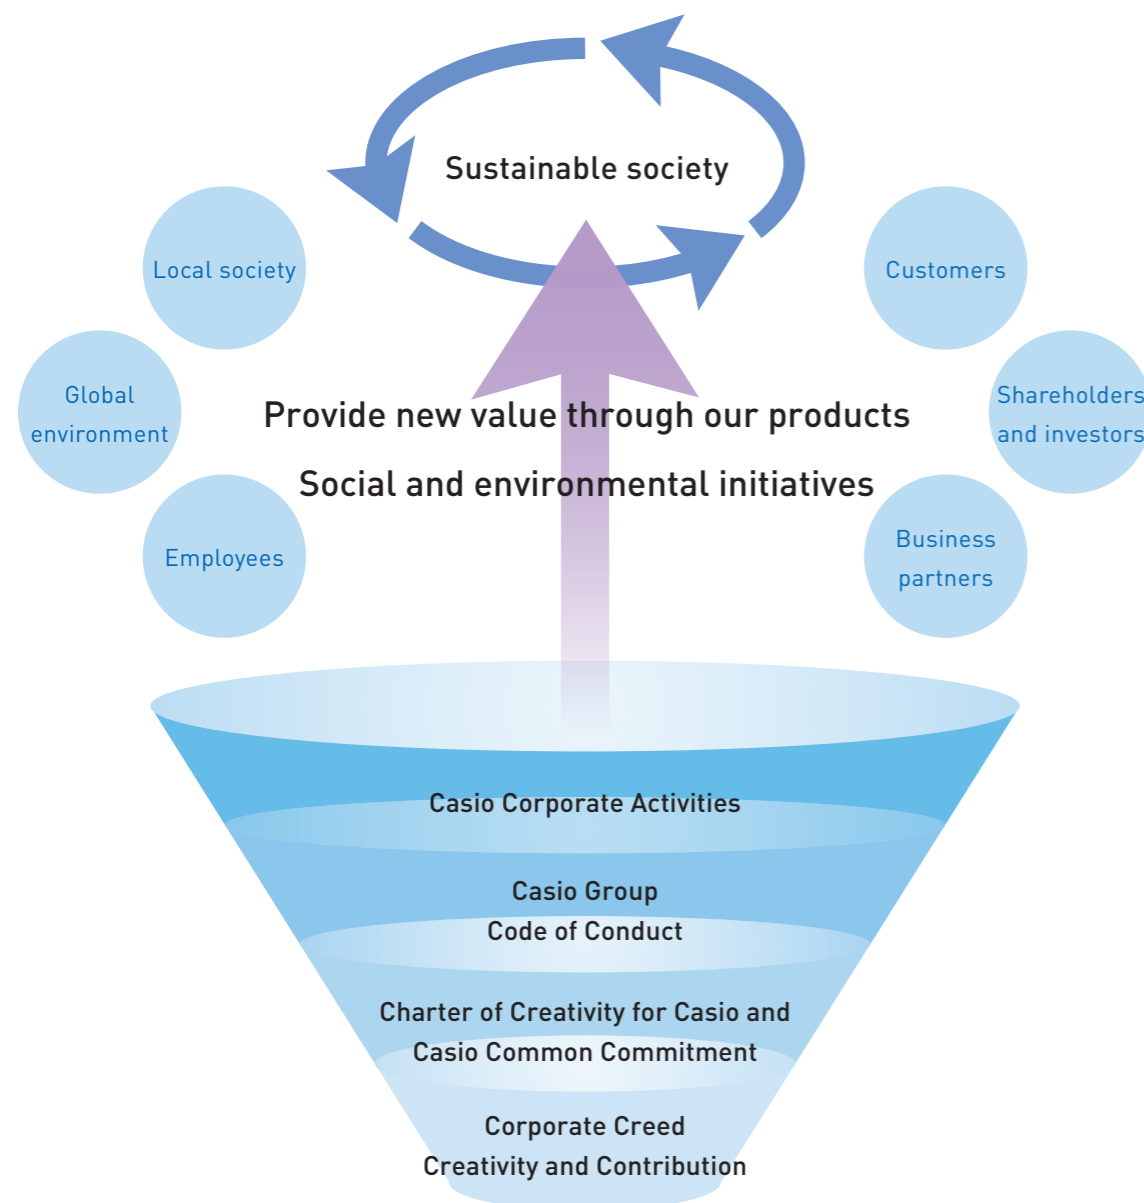 Sustainable society
Local society
Customers
Global
environment
Shareholders
and investors
Provide new value through our products
Social and environmental initiatives
Employees
Business
partners
Casio Corporate Activities
Casio Group
Code of Conduct
Charter of Creativity for Casio and
Casio Common Commitment
Corporate Creed
Creativity and Contribution